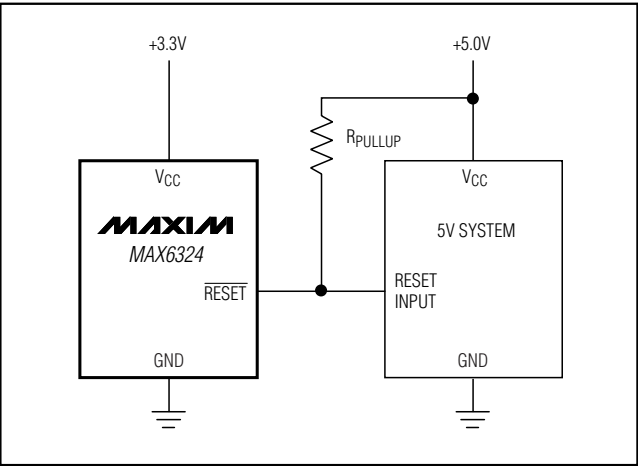 +3.3V
+5.0V
RPULLUP
VCC
VCC
MAXIM
MAX6324
5V SYSTEM
RESET
RESET
INPUT
GND
GND